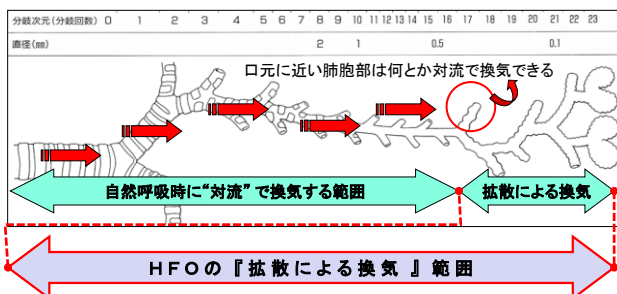 分岐次元(分岐回数) 0 1 2 3 4 5 6 7 8 9 10 11 12 13 14 15 16 17 18 19 20 21 22 23
直径(㎜) 2 1 0.5 0.1
口元に近い肺胞部は何とか対流で換気できる
自然呼吸時に“対流”で換気する範囲
拡散による換気
HFOの『拡散による換気』範囲